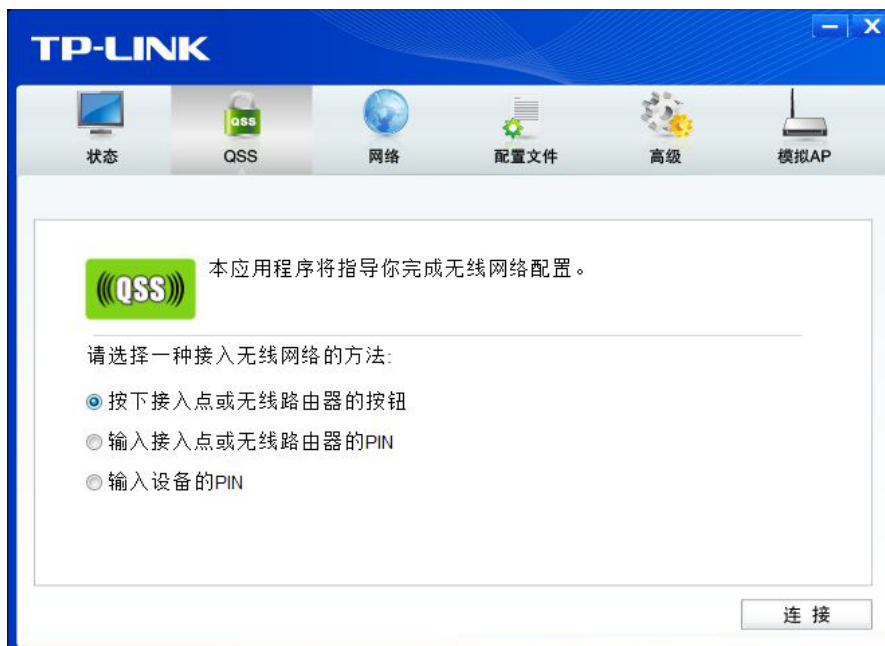 TP-LINK
QSS
状态
QSS
网络
配置文件
高级
模拟AP
QSS
本应用程序将指导你完成无线网络配置。
请选择一种接入无线网络的方法:
按下接入点或无线路由器的按钮
输入接入点或无线路由器的PIN
输入设备的PIN
连 接